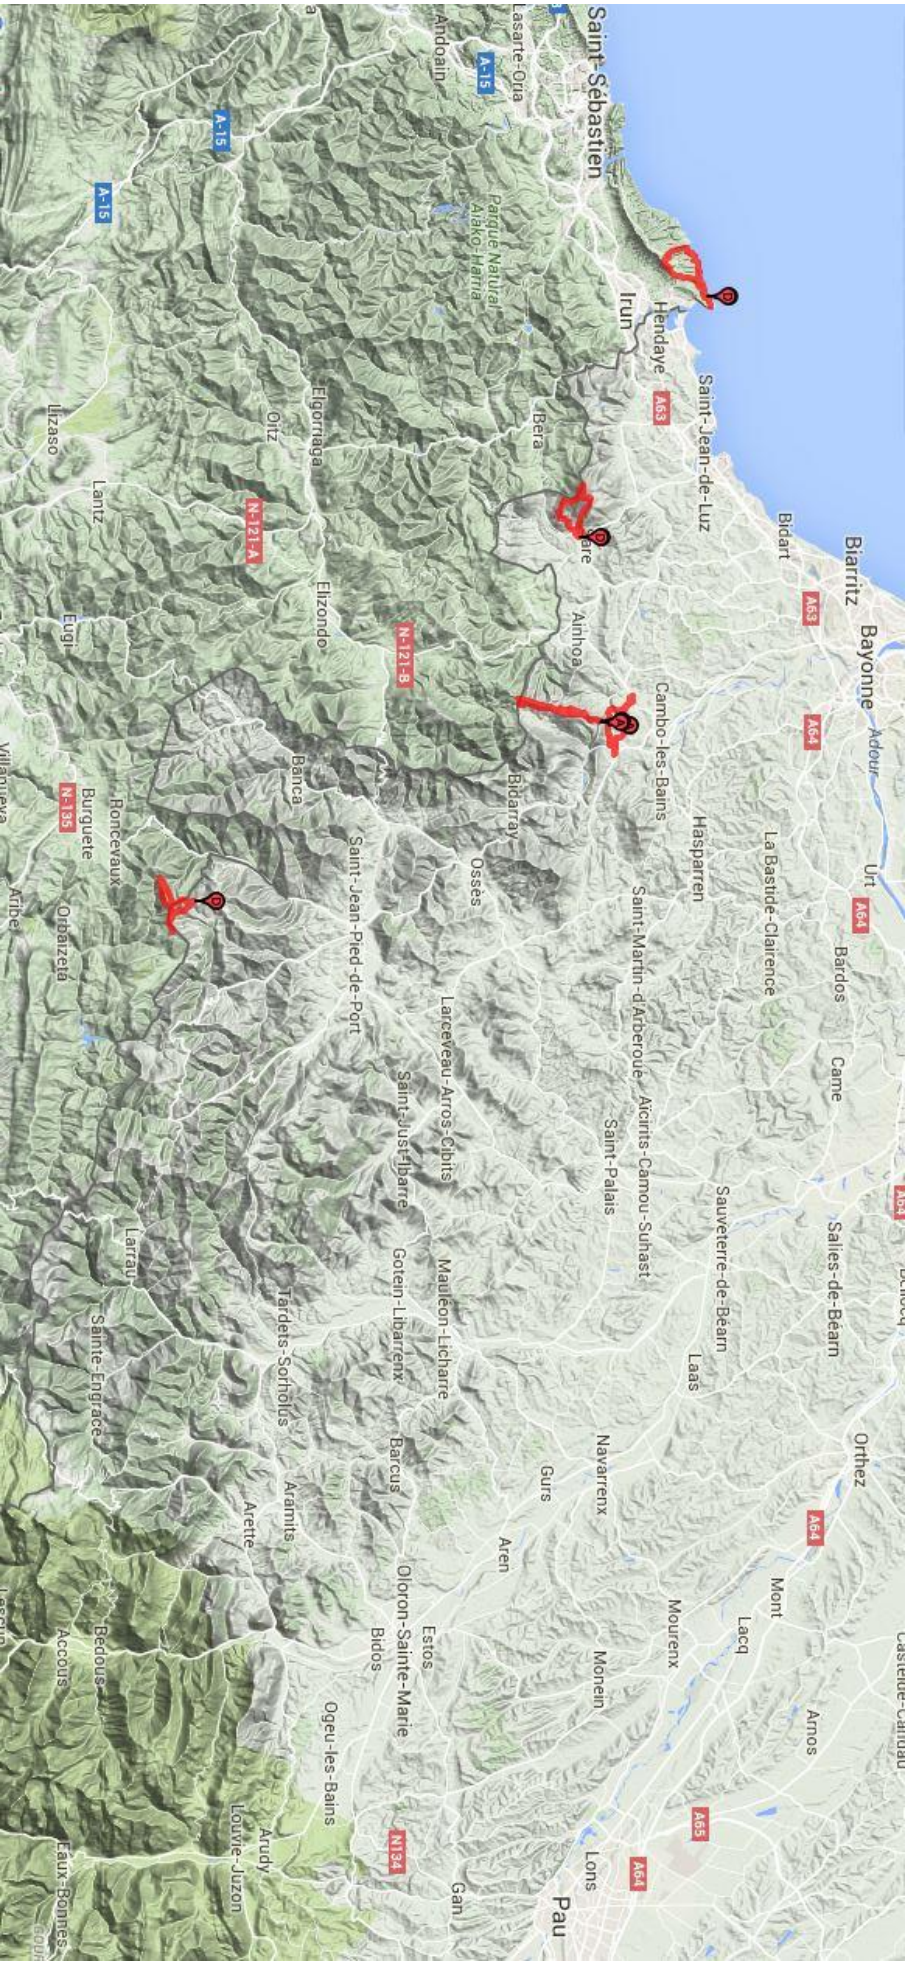 Saint-Sébastien
Lasarte-Oria
Andoain
A-15
A-15
A-15
Parque Natural
Aiako-Harria
Irun
Hendaye
A63
Saint-Jean-de-Luz
Bidart
Biarritz
A63
Bayonne
Adour
A64
Urt
A64
Bera
Ainhoa
Cambo-les-Bains
Hasparren
La Bastide-Clairence
Bardos
Came
A64
Elgorriaga
Oitz
Lizaso
Lantz
N-121-A
Elizondo
N-121-B
Eugi
Banca
Bidarray
Ossès
Saint-Martin-d'Arberoue
Aïcirits-Camou-Suhast
Saint-Palais
Sauveterre-de-Béarn
Salies-de-Béarn
Villanueva
N-135
Burguete
Roncevaux
Aribe
Orbaizeta
Saint-Jean-Pied-de-Port
Larceveau-Arros-Cibits
Saint-Just-Ibarre
D
D
D
Larrau
Sainte-Engrace
Tardets-Sorholus
Gotein-Libarrenx
Mauléon-Licharre
Laas
Orthez
Navarrenx
Gurs
Barcus
Aramits
Arette
Aren
A64
Mont
Lacq
Mourenx
Monein
Arnos
Estos
Oloron-Sainte-Marie
Bidos
Ogeu-les-Bains
Bedous
Accous
Arudy
Louvie-Juzon
Eaux-Bonnes
N134
Gan
Lons
Pau
A65
A64